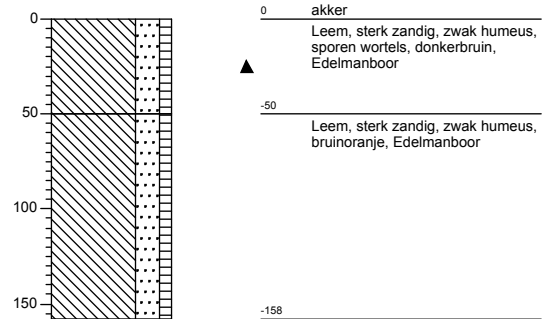 0
50
100
150
0 akker
Leem, sterk zandig, zwak humeus,
sporen wortels, donkerbruin,
Edelmanboor
-50
Leem, sterk zandig, zwak humeus,
bruinoranje, Edelmanboor
-158